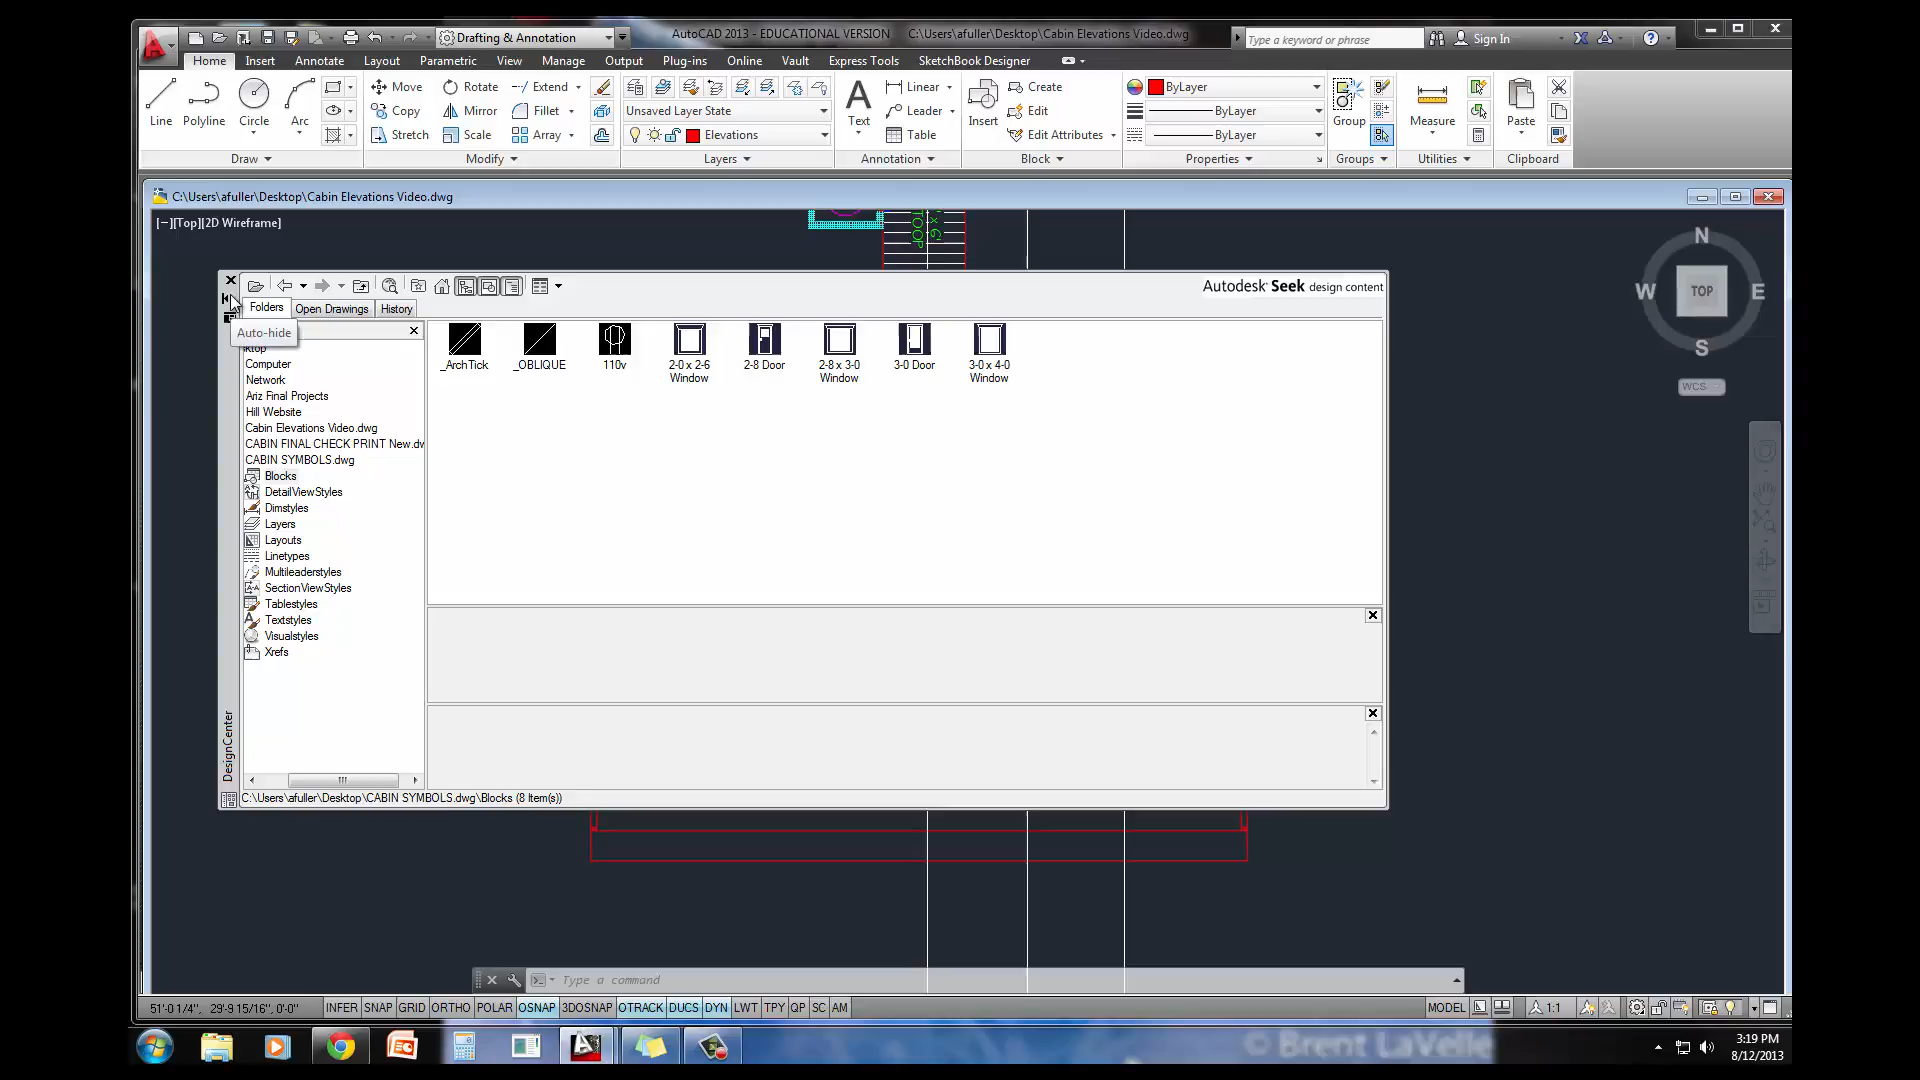 Drafting & Annotation
AutoCAD 2013 - EDUCATIONAL VERSION C:\Users\afuller\Desktop\Cabin Elevations Video.dwg
Type a keyword or phrase
Sign In
Home Insert Annotate Layout Parametric View Manage Output Plug-ins Online Vault Express Tools SketchBook Designer
Move Rotate Extend Linear Create ByLayer
Copy Mirror Fillet Unsaved Layer State Leader Edit ByLayer
Line Polyline Circle Arc Text Insert Group Measure Paste
Stretch Scale Array Elevations Table Edit Attributes ByLayer
Draw Modify Layers Annotation Block Properties Groups Utilities Clipboard
C:\Users\afuller\Desktop\Cabin Elevations Video.dwg
[−][Top][2D Wireframe]
x 6'
TOOP
N
W TOP E
S
WCS
Autodesk Seek design content
Folders Open Drawings History
Auto-hide
ktop
Computer
Network
Ariz Final Projects
Hill Website
Cabin Elevations Video.dwg
CABIN FINAL CHECK PRINT New.dw
CABIN SYMBOLS.dwg
Blocks
DetailViewStyles
Dimstyles
Layers
Layouts
Linetypes
Multileaderstyles
SectionViewStyles
Tablestyles
Textstyles
Visualstyles
Xrefs
_ArchTick
_OBLIQUE
110v
2-0 x 2-6 Window
2-8 Door
2-8 x 3-0 Window
3-0 Door
3-0 x 4-0 Window
DesignCenter
C:\Users\afuller\Desktop\CABIN SYMBOLS.dwg\Blocks (8 Item(s))
Type a command
51'-0 1/4", 29'-9 15/16", 0'-0" INFER SNAP GRID ORTHO POLAR OSNAP 3DOSNAP OTRACK DUCS DYN LWT TPY QP SC AM MODEL 1:1
© Brent LaVelle
3:19 PM
8/12/2013